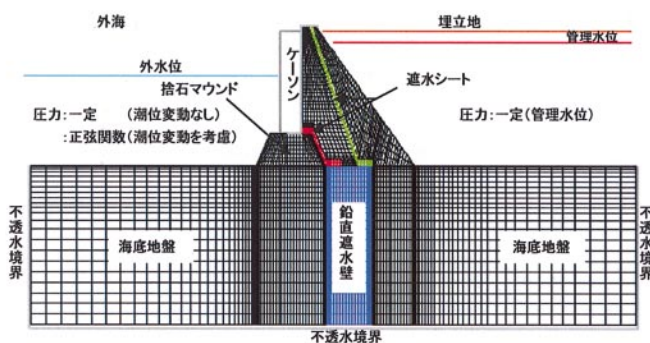 外海
埋立地
管理水位
外水位
ケーソン
捨石マウンド
遮水シート
圧力:一定 (潮位変動なし)
:正弦関数(潮位変動を考慮)
圧力:一定(管理水位)
不透水境界
海底地盤
鉛直遮水壁
海底地盤
不透水境界
不透水境界